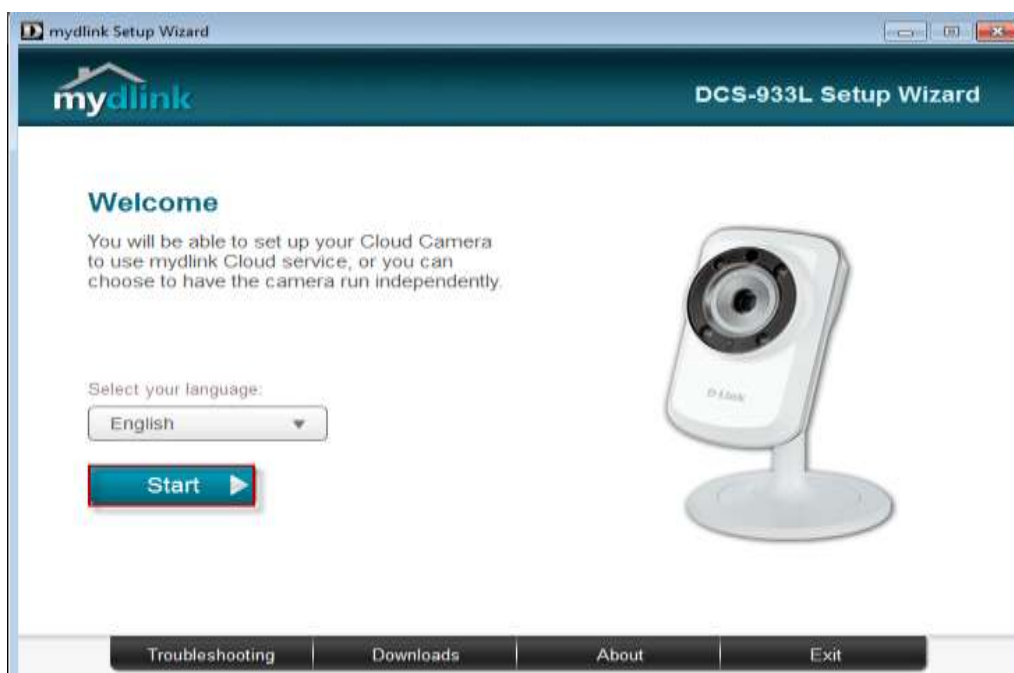 mydlink Setup Wizard
mydlink
DCS-933L Setup Wizard
Welcome
You will be able to set up your Cloud Camera
to use mydlink Cloud service, or you can
choose to have the camera run independently.
Select your language:
English
Start
D-Link
Troubleshooting
Downloads
About
Exit